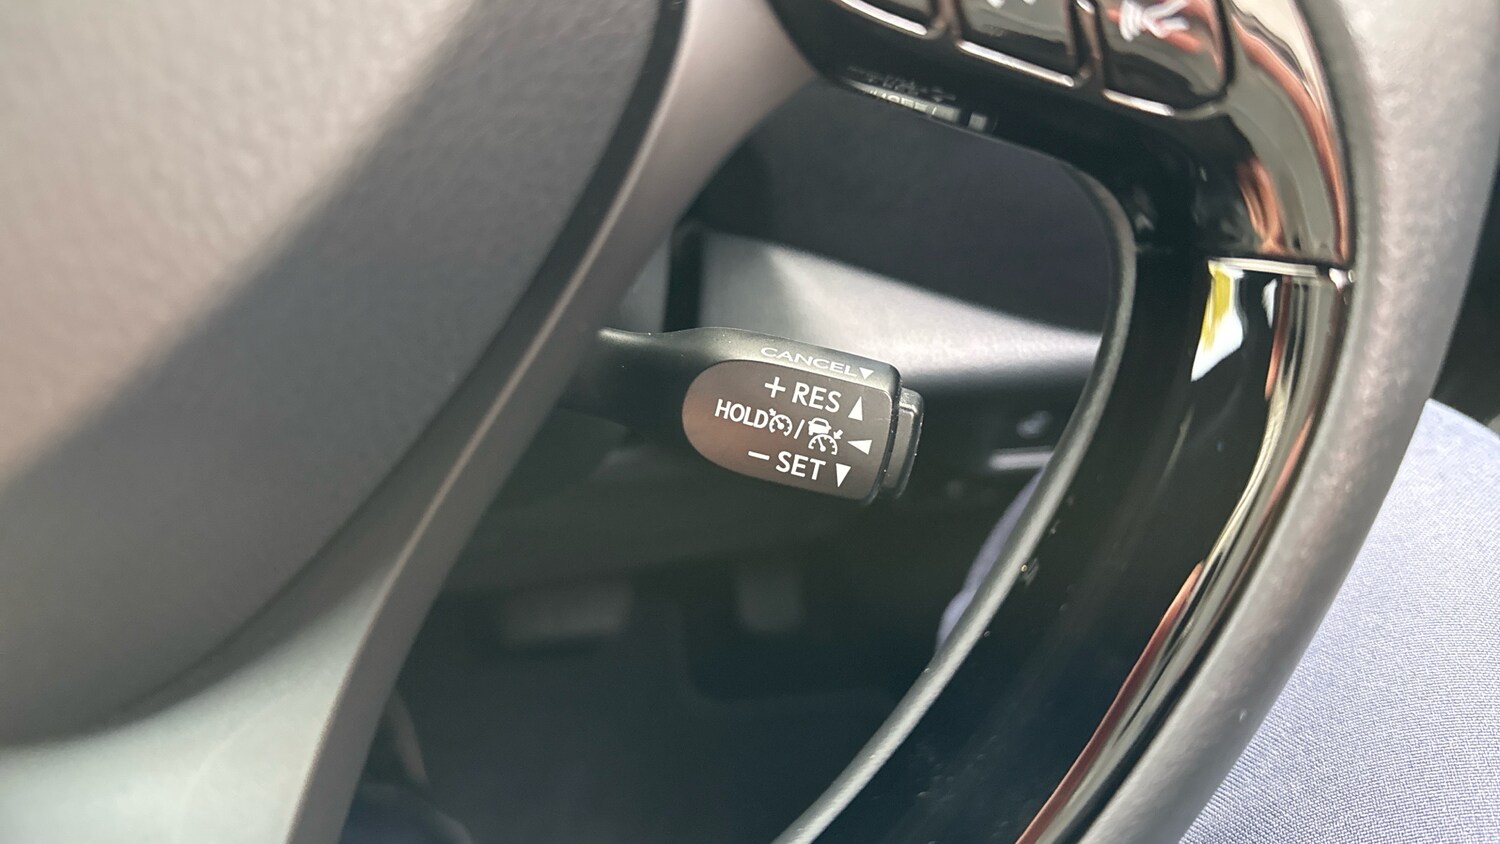 CANCEL▼
+ RES ▲
HOLD / ◀
− SET ▼